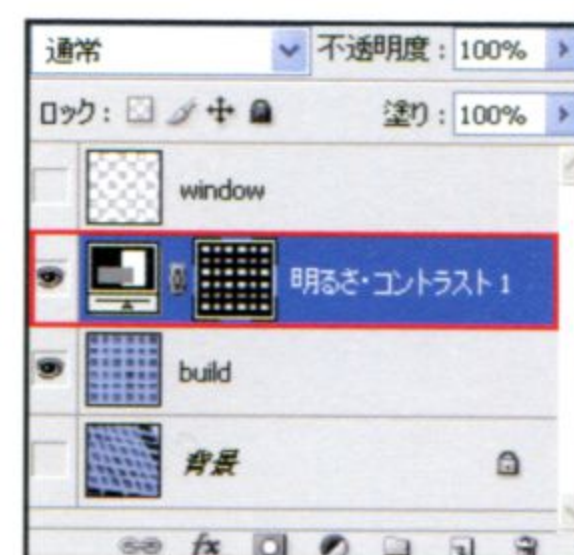 通常 不透明度：100%
ロック： 塗り：100%
window
明るさ・コントラスト 1
build
背景
fx